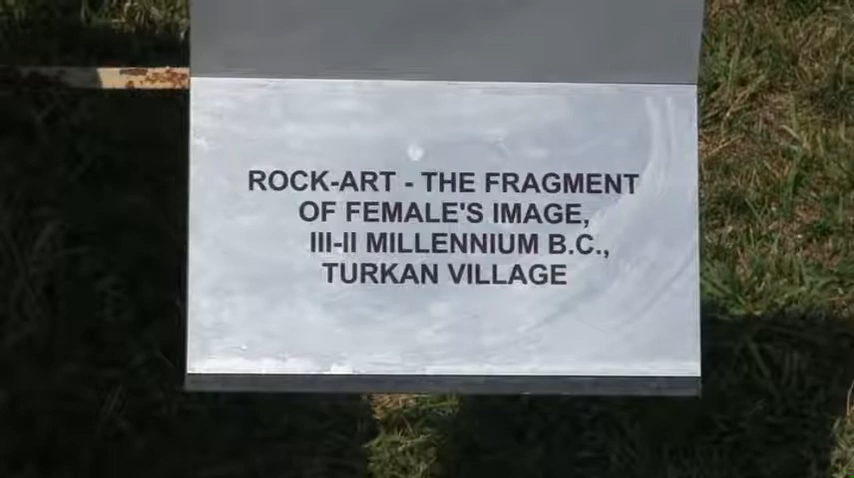 ROCK-ART - THE FRAGMENT
OF FEMALE'S IMAGE,
III-II MILLENNIUM B.C.,
TURKAN VILLAGE